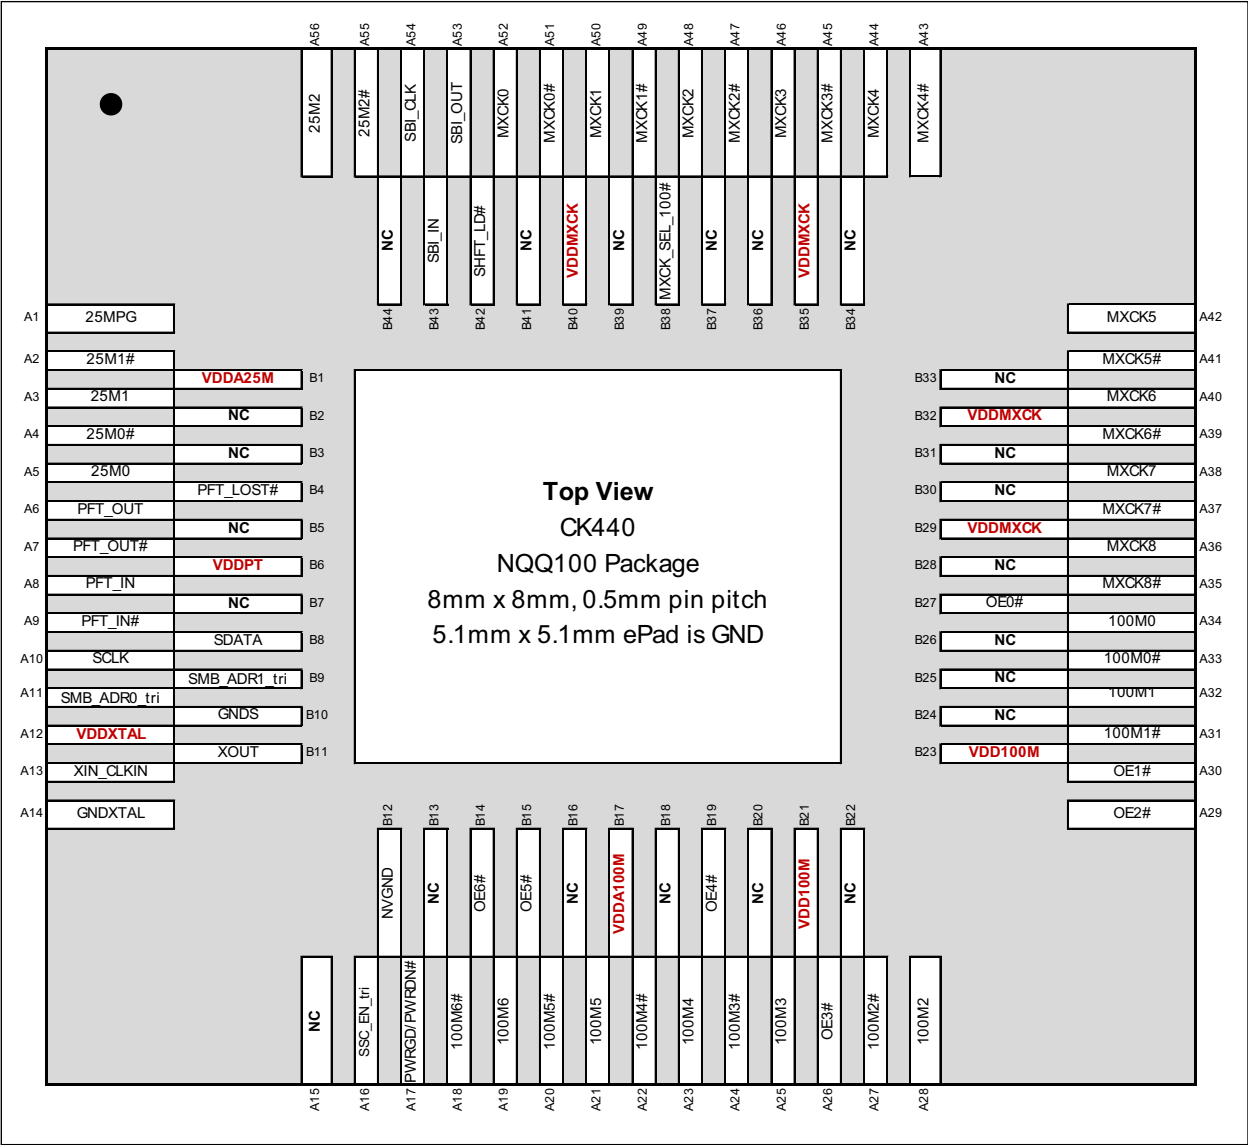 A56 A55 A54 A53 A52 A51 A50 A49 A48 A47 A46 A45 A44 A43
25M2 25M2# SBI_CLK SBI_OUT MXCK0 MXCK0# MXCK1 MXCK1# MXCK2 MXCK2# MXCK3 MXCK3# MXCK4 MXCK4#
NC SBI_IN SHFT_LD# NC VDDMXCK NC MXCK_SEL_100# NC NC VDDMXCK NC
B44 B43 B42 B41 B40 B39 B38 B37 B36 B35 B34
A1 25MPG
A2 25M1#
VDDA25M B1
A3 25M1
NC B2
A4 25M0#
NC B3
A5 25M0
PFT_LOST# B4
A6 PFT_OUT
NC B5
A7 PFT_OUT#
VDDPT B6
A8 PFT_IN
NC B7
A9 PFT_IN#
SDATA B8
A10 SCLK
SMB_ADR1_tri B9
A11 SMB_ADR0_tri
GNDS B10
A12 VDDXTAL
XOUT B11
A13 XIN_CLKIN
A14 GNDXTAL
Top View
CK440
NQQ100 Package
8mm x 8mm, 0.5mm pin pitch
5.1mm x 5.1mm ePad is GND
MXCK5 A42
MXCK5# A41
B33 NC
MXCK6 A40
B32 VDDMXCK
MXCK6# A39
B31 NC
MXCK7 A38
B30 NC
MXCK7# A37
B29 VDDMXCK
MXCK8 A36
B28 NC
MXCK8# A35
B27 OE0#
100M0 A34
B26 NC
100M0# A33
B25 NC
100M1 A32
B24 NC
100M1# A31
B23 VDD100M
OE1# A30
OE2# A29
B12 B13 B14 B15 B16 B17 B18 B19 B20 B21 B22
NVGND NC OE6# OE5# NC VDDA100M NC OE4# NC VDD100M NC
NC SSC_EN_tri PWRGD/PWRDN# 100M6# 100M6 100M5# 100M5 100M4# 100M4 100M3# 100M3 OE3# 100M2# 100M2
A15 A16 A17 A18 A19 A20 A21 A22 A23 A24 A25 A26 A27 A28